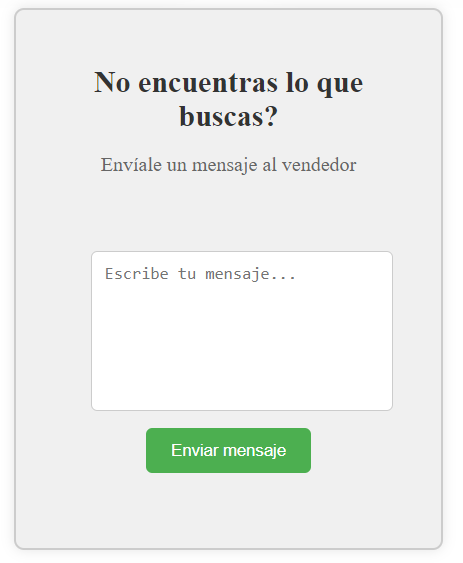 No encuentras lo que
buscas?
Envíale un mensaje al vendedor
Escribe tu mensaje...
Enviar mensaje